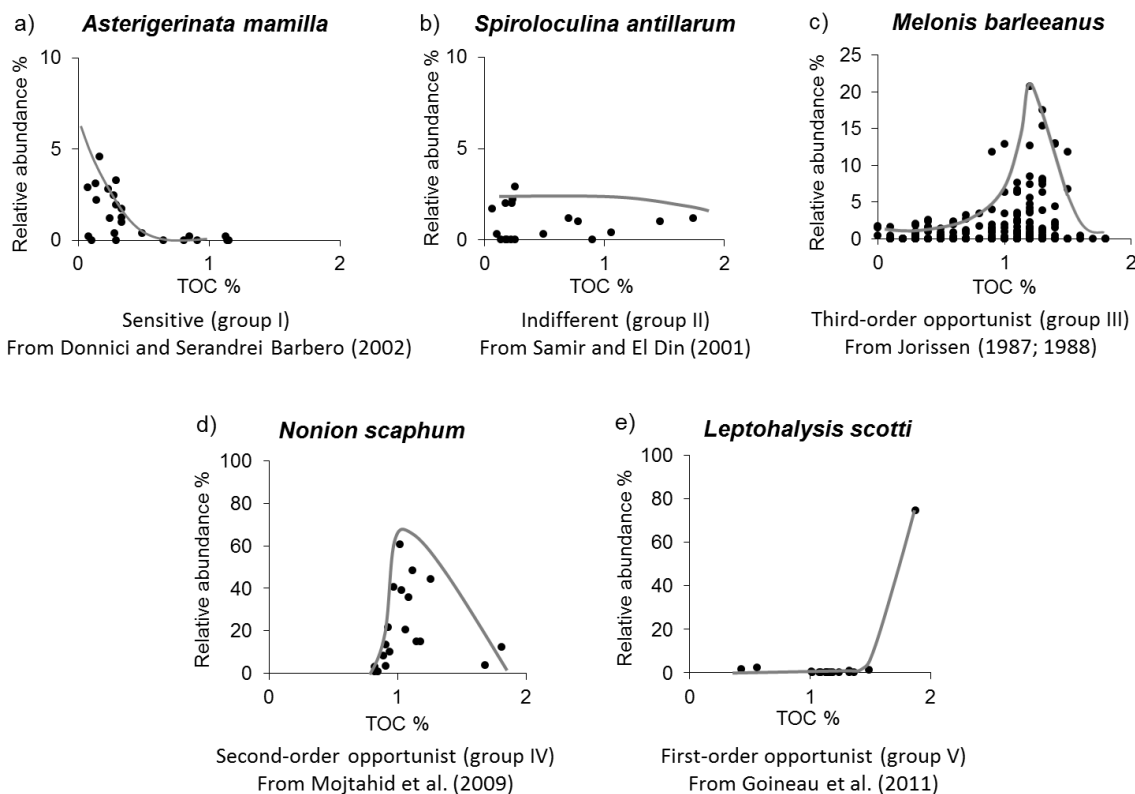 a) Asterigerinata mamilla
Relative abundance %
10
5
0
0 1 2
TOC %
Sensitive (group I)
From Donnici and Serandrei Barbero (2002)
b) Spiroloculina antillarum
Relative abundance %
10
5
0
0 1 2
TOC %
Indifferent (group II)
From Samir and El Din (2001)
c) Melonis barleeanus
Relative abundance %
25
20
15
10
5
0
0 1 2
TOC %
Third-order opportunist (group III)
From Jorissen (1987; 1988)
d) Nonion scaphum
Relative abundance %
100
80
60
40
20
0
0 1 2
TOC %
Second-order opportunist (group IV)
From Mojtahid et al. (2009)
e) Leptohalysis scotti
Relative abundance %
100
80
60
40
20
0
0 1 2
TOC %
First-order opportunist (group V)
From Goineau et al. (2011)